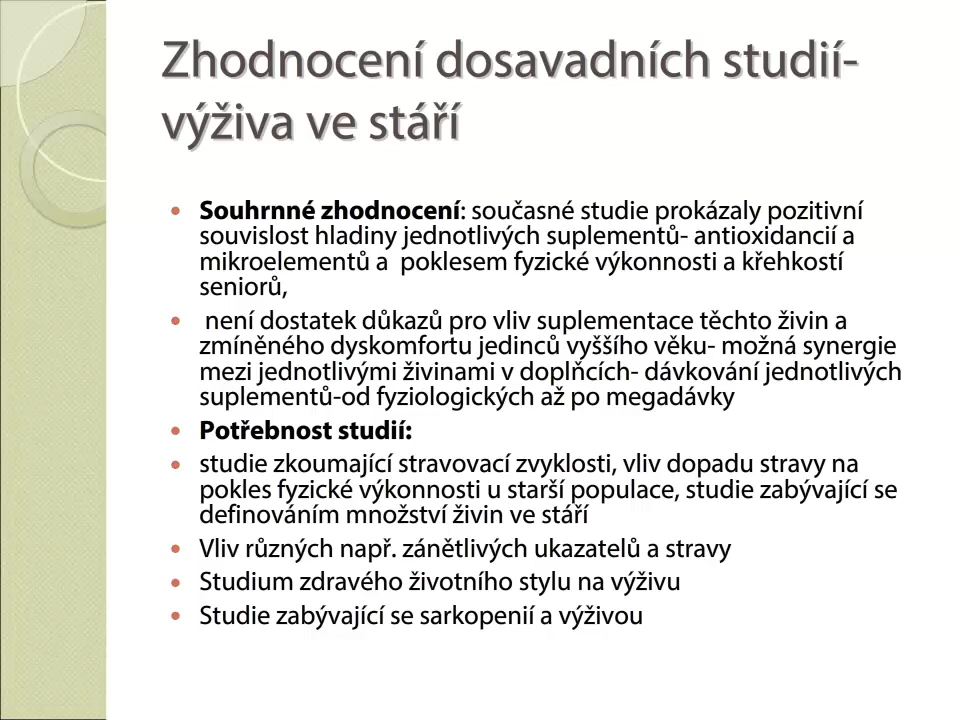 Zhodnocení dosavadních studií-
výživa ve stáří
• Souhrnné zhodnocení: současné studie prokázaly pozitivní
souvislost hladiny jednotlivých suplementů- antioxidancií a
mikroelementů a  poklesem fyzické výkonnosti a křehkostí
seniorů,
•  není dostatek důkazů pro vliv suplementace těchto živin a
zmíněného dyskomfortu jedinců vyššího věku- možná synergie
mezi jednotlivými živinami v doplňcích- dávkování jednotlivých
suplementů-od fyziologických až po megadávky
• Potřebnost studií:
• studie zkoumající stravovací zvyklosti, vliv dopadu stravy na
pokles fyzické výkonnosti u starší populace, studie zabývající se
definováním množství živin ve stáří
• Vliv různých např. zánětlivých ukazatelů a stravy
• Studium zdravého životního stylu na výživu
• Studie zabývající se sarkopenií a výživou